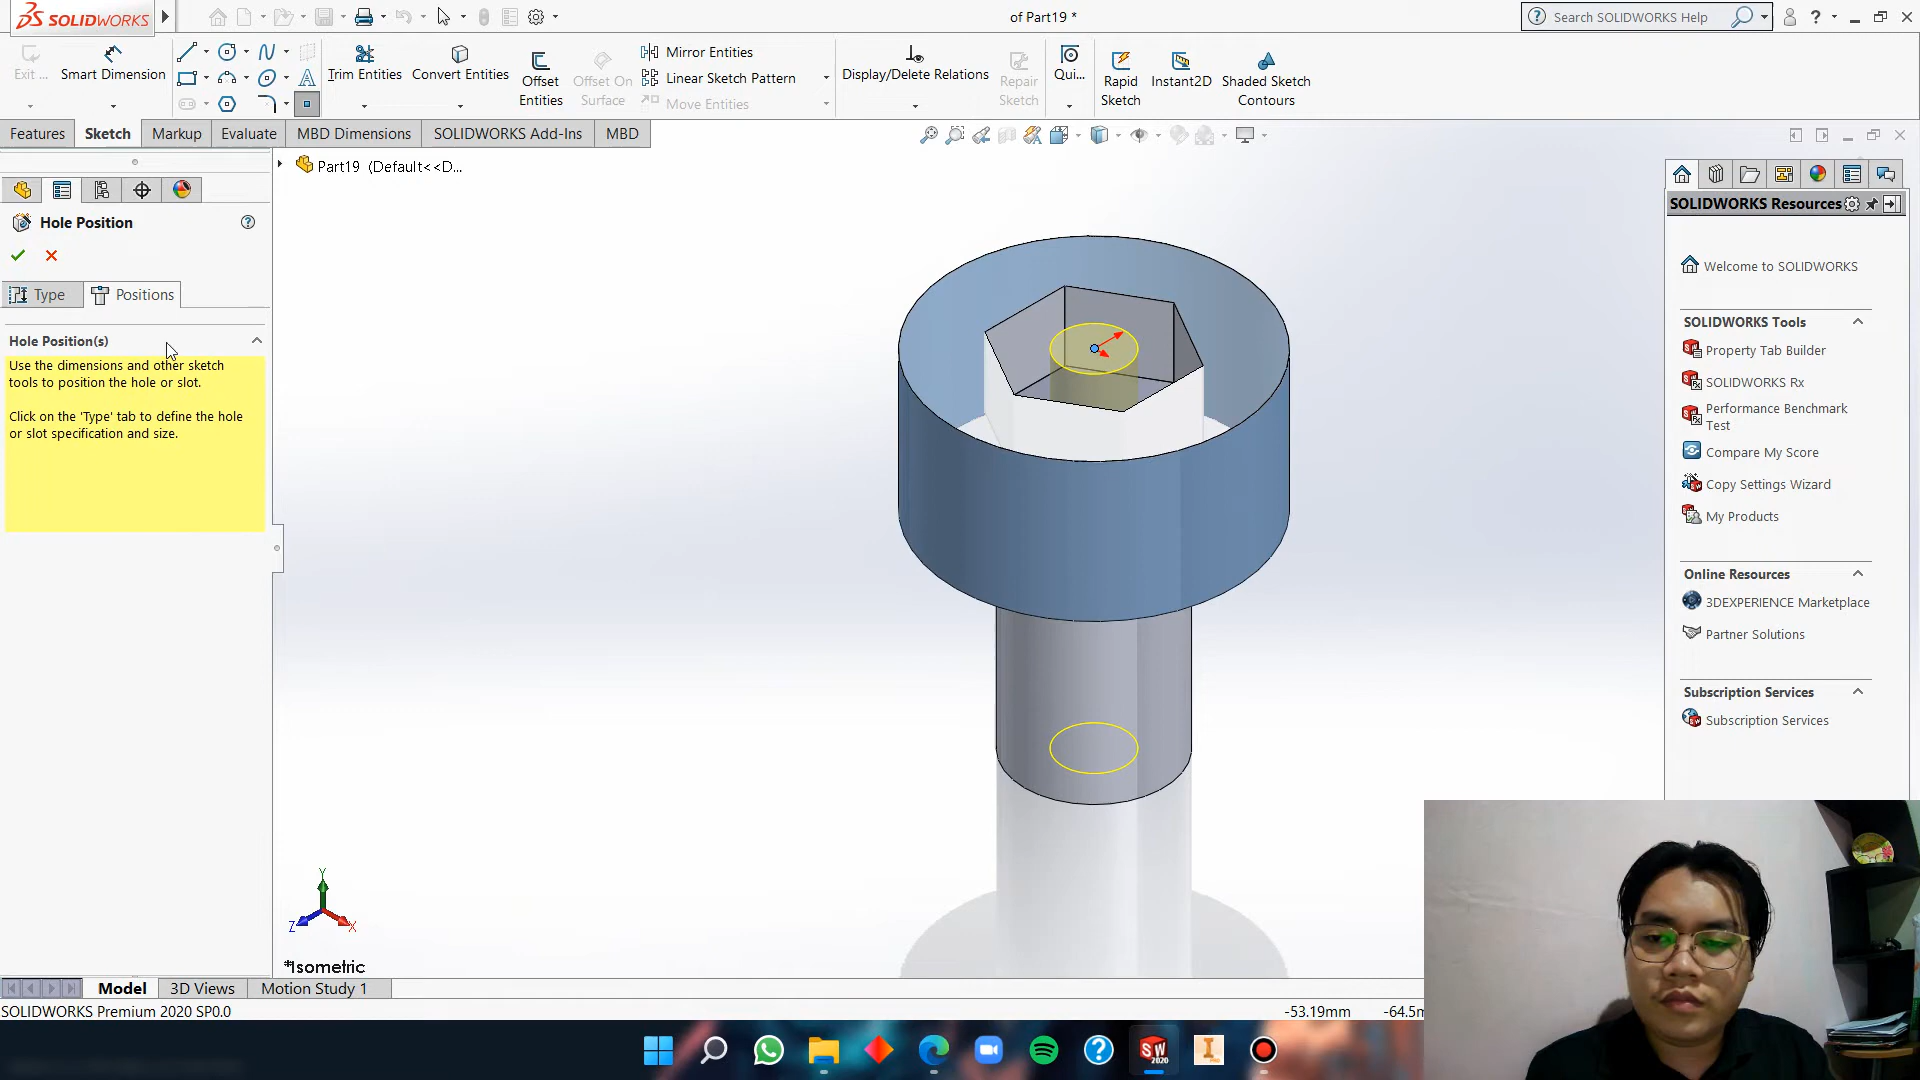 SOLIDWORKS
of Part19 *
Search SOLIDWORKS Help
Exit ...
Smart Dimension
Trim Entities
Convert Entities
Offset
Entities
Offset On
Surface
Mirror Entities
Linear Sketch Pattern
Move Entities
Display/Delete Relations
Repair
Sketch
Qui...
Rapid
Sketch
Instant2D
Shaded Sketch
Contours
Features
Sketch
Markup
Evaluate
MBD Dimensions
SOLIDWORKS Add-Ins
MBD
Part19 (Default<<D...
Hole Position
Type
Positions
Hole Position(s)
Use the dimensions and other sketch
tools to position the hole or slot.
Click on the 'Type' tab to define the hole
or slot specification and size.
SOLIDWORKS Resources
Welcome to SOLIDWORKS
SOLIDWORKS Tools
Property Tab Builder
SOLIDWORKS Rx
Performance Benchmark
Test
Compare My Score
Copy Settings Wizard
My Products
Online Resources
3DEXPERIENCE Marketplace
Partner Solutions
Subscription Services
Subscription Services
Y
Z
X
*Isometric
Model
3D Views
Motion Study 1
SOLIDWORKS Premium 2020 SP0.0
-53.19mm
-64.5m
SW
2020